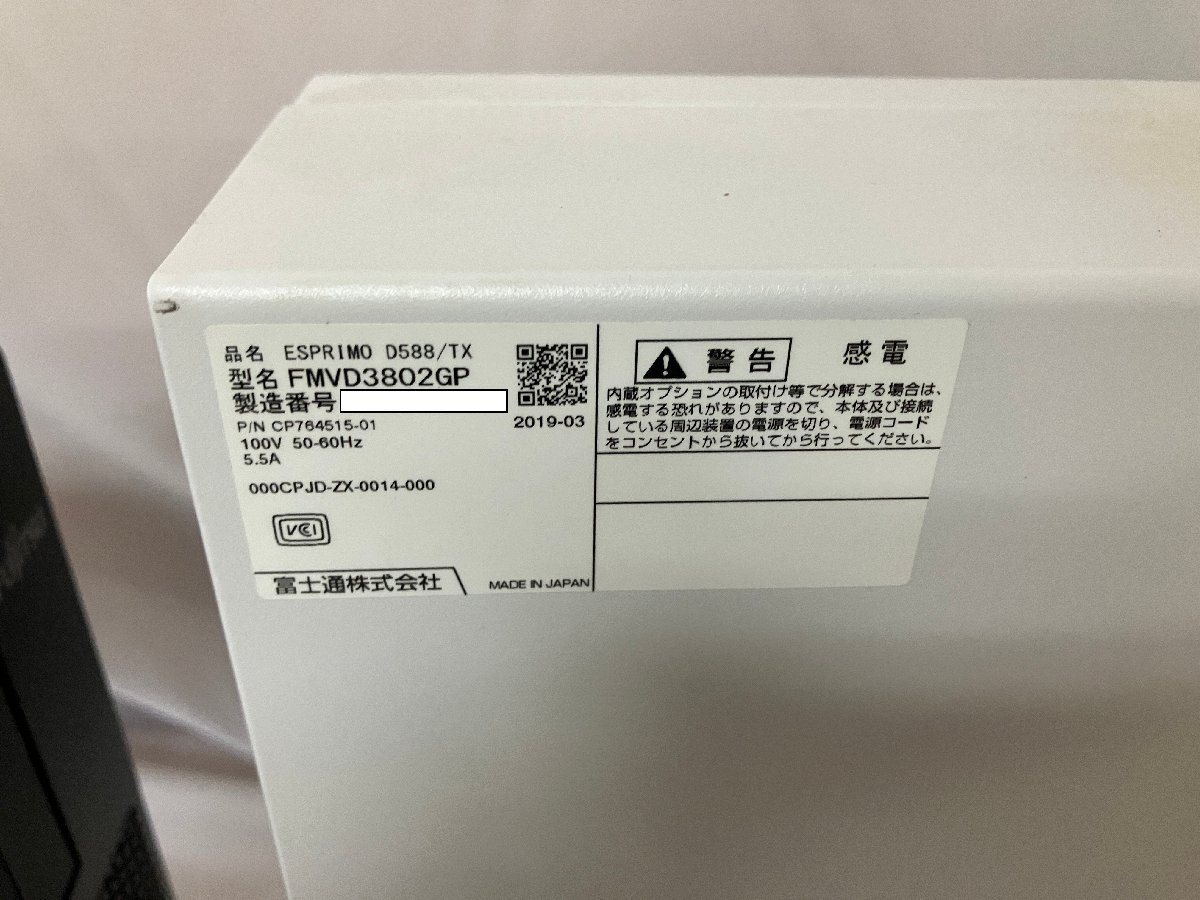 品名 ESPRIMO D588/TX
型名 FMVD3802GP
製造番号
P/N CP764515-01
100V 50-60Hz
5.5A
2019-03
000CPJD-ZX-0014-000
VCCI
富士通株式会社
MADE IN JAPAN
警告 感電
内蔵オプションの取付け等で分解する場合は、
感電する恐れがありますので、本体及び接続
している周辺装置の電源を切り、電源コード
をコンセントから抜いてから行ってください。